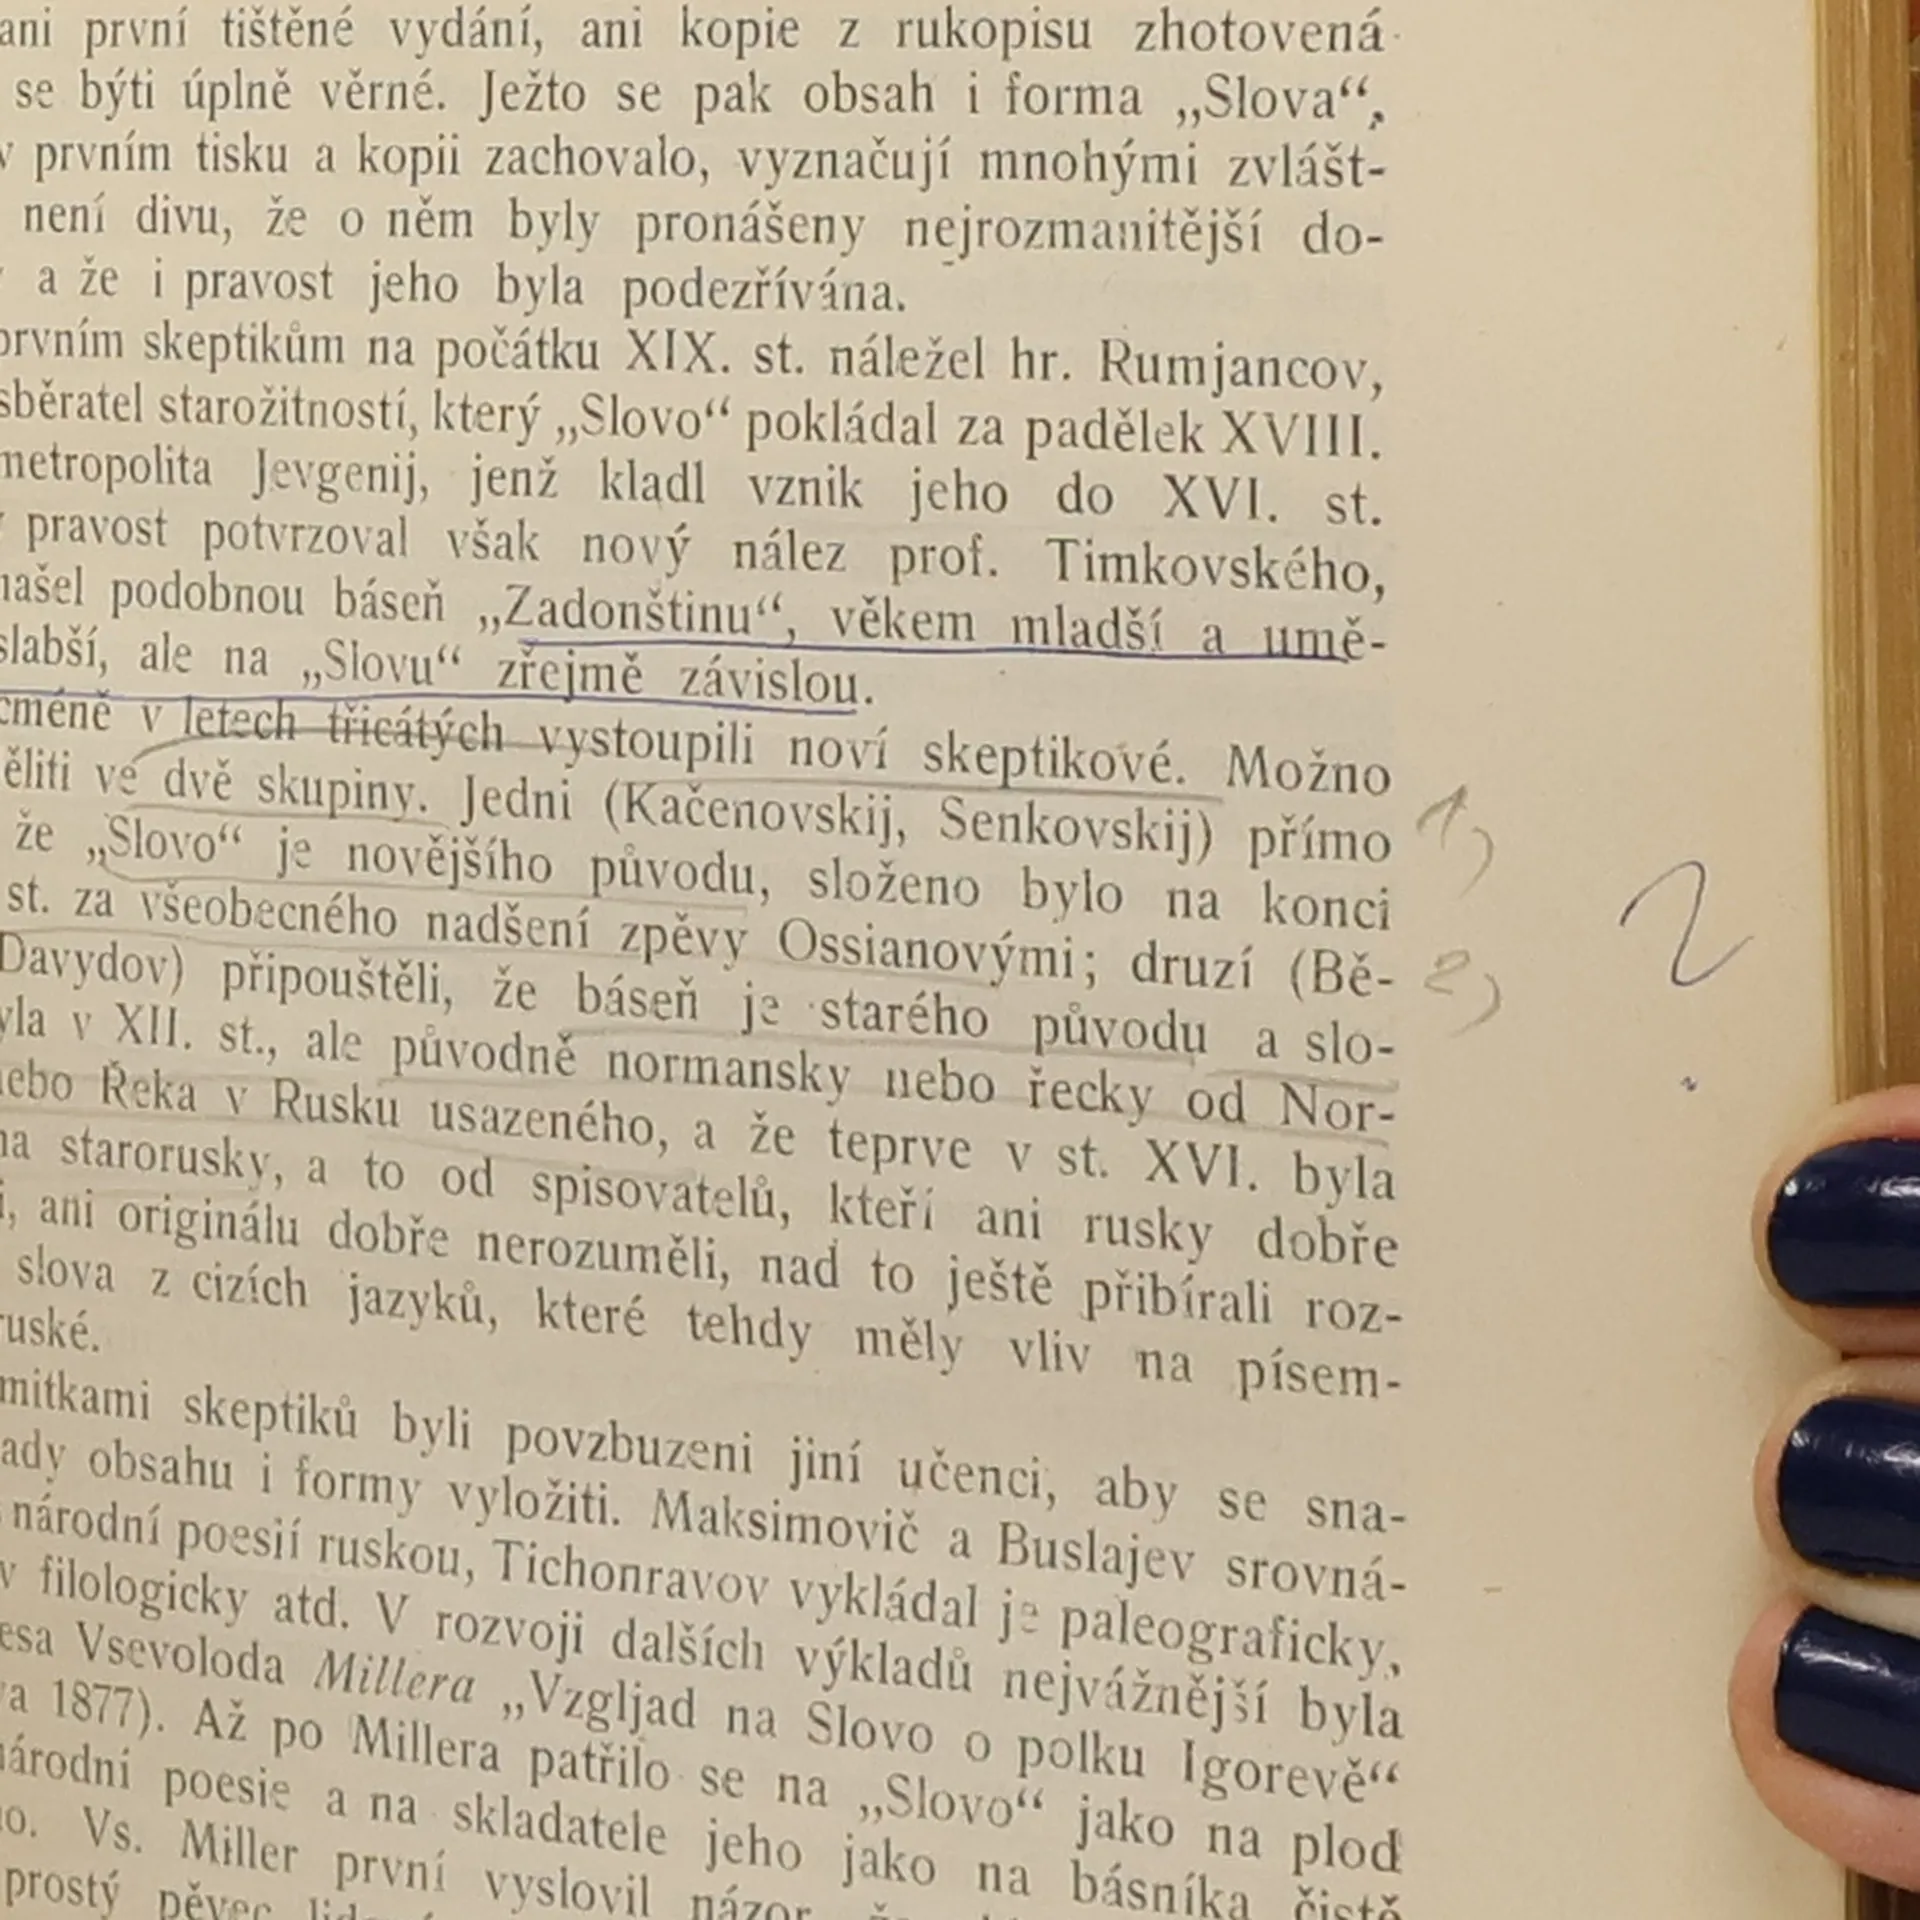 ani první tištěné vydání, ani kopie z rukopisu zhotovená
se býti úplně věrné. Ježto se pak obsah i forma „Slova“,
v prvním tisku a kopii zachovalo, vyznačují mnohými zvlášt-
není divu, že o něm byly pronášeny nejrozmanitější do-
a že i pravost jeho byla podezřívána.
prvním skeptikům na počátku XIX. st. náležel hr. Rumjancov,
sběratel starožitností, který „Slovo“ pokládal za padělek XVIII.
metropolita Jevgenij, jenž kladl vznik jeho do XVI. st.
pravost potvrzoval však nový nález prof. Timkovského,
našel podobnou báseň „Zadonštinu“, věkem mladší a umě-
slabší, ale na „Slovu“ zřejmě závislou.
cméně v letech třicátých vystoupili noví skeptikové. Možno
ěliti ve dvě skupiny. Jedni (Kačenovskij, Senkovskij) přímo 1)
že „Slovo“ je novějšího původu, složeno bylo na konci
st. za všeobecného nadšení zpěvy Ossianovými; druzí (Bě- 2) ?
Davydov) připouštěli, že báseň je starého původu a slo-
yla v XII. st., ale původně normansky nebo řecky od Nor-
nebo Řeka v Rusku usazeného, a že teprve v st. XVI. byla
na starorusky, a to od spisovatelů, kteří ani rusky dobře
i, ani originálu dobře nerozuměli, nad to ještě přibírali roz-
slova z cizích jazyků, které tehdy měly vliv na písem-
ruské.
mitkami skeptiků byli povzbuzeni jiní učenci, aby se sna-
ady obsahu i formy vyložiti. Maksimovič a Buslajev srovná-
národní poesií ruskou, Tichonravov vykládal je paleograficky,
v filologicky atd. V rozvoji dalších výkladů nejvážnější byla
esa Vsevoloda Millera „Vzgljad na Slovo o polku Igorevě“
va 1877). Až po Millera patřilo se na „Slovo“ jako na plod
národní poesie a na skladatele jeho jako na básníka čistě
no. Vs. Miller první vyslovil názor, že
prostý pěvec